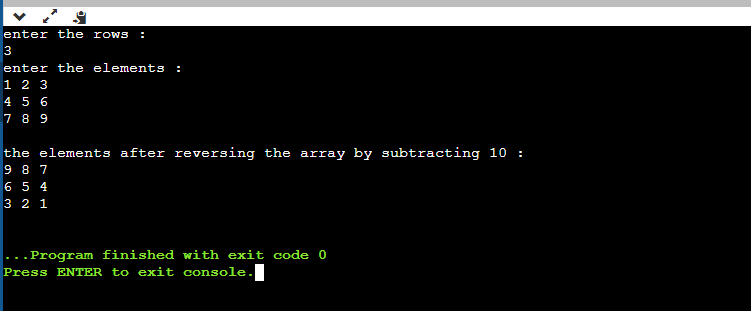 enter the rows :
3
enter the elements :
1 2 3
4 5 6
7 8 9
the elements after reversing the array by subtracting 10 :
9 8 7
6 5 4
3 2 1
...Program finished with exit code 0
Press ENTER to exit console.